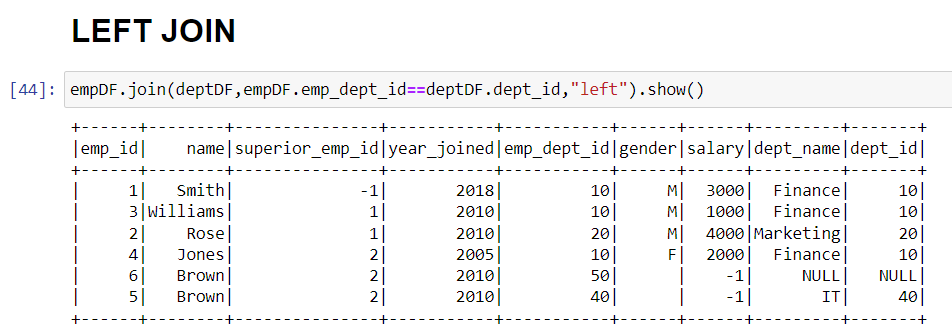 LEFT JOIN
[44]: empDF.join(deptDF,empDF.emp_dept_id==deptDF.dept_id,"left").show()
+------+--------+---------------+-----------+-----------+------+------+---------+-------+
|emp_id|    name|superior_emp_id|year_joined|emp_dept_id|gender|salary|dept_name|dept_id|
+------+--------+---------------+-----------+-----------+------+------+---------+-------+
|     1|   Smith|             -1|       2018|         10|     M|  3000|  Finance|     10|
|     3|Williams|              1|       2010|         10|     M|  1000|  Finance|     10|
|     2|    Rose|              1|       2010|         20|     M|  4000|Marketing|     20|
|     4|   Jones|              2|       2005|         10|     F|  2000|  Finance|     10|
|     6|   Brown|              2|       2010|         50|      |    -1|     NULL|   NULL|
|     5|   Brown|              2|       2010|         40|      |    -1|       IT|     40|
+------+--------+---------------+-----------+-----------+------+------+---------+-------+